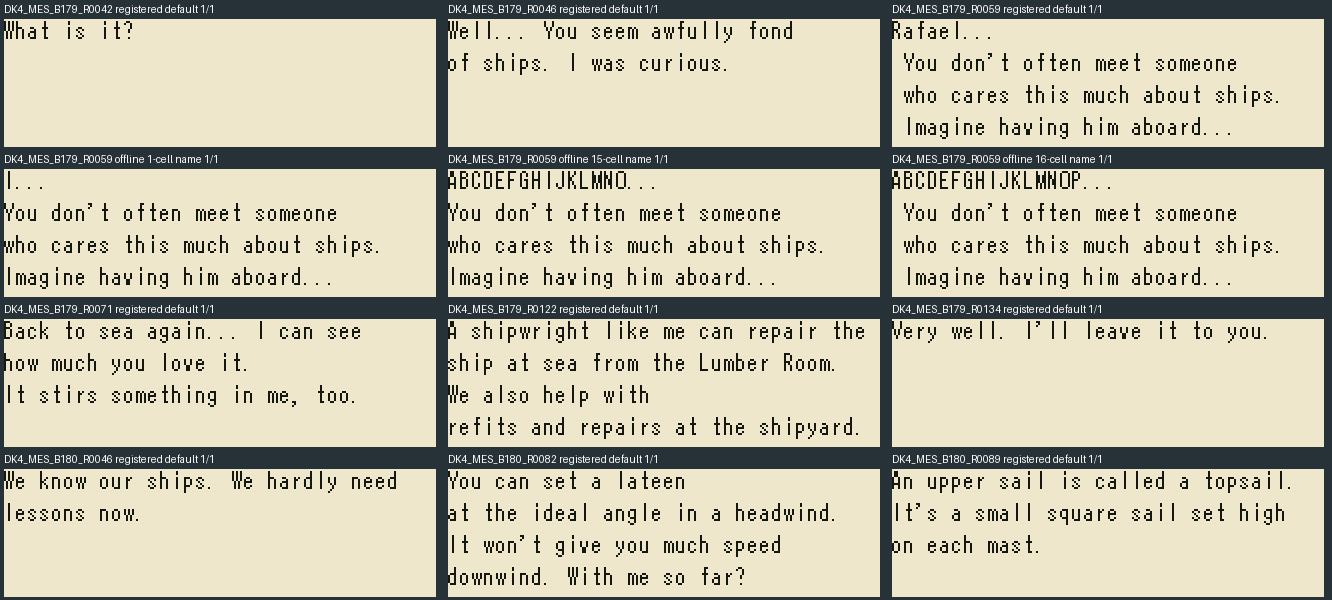 DK4_MES_B179_R0042 registered default 1/1
What is it?
DK4_MES_B179_R0046 registered default 1/1
Well... You seem awfully fond
of ships. I was curious.
DK4_MES_B179_R0059 registered default 1/1
Rafael...
You don't often meet someone
who cares this much about ships.
Imagine having him aboard...
DK4_MES_B179_R0059 offline 1-cell name 1/1
I...
You don't often meet someone
who cares this much about ships.
Imagine having him aboard...
DK4_MES_B179_R0059 offline 15-cell name 1/1
ABCDEFGHIJKLMNO...
You don't often meet someone
who cares this much about ships.
Imagine having him aboard...
DK4_MES_B179_R0059 offline 16-cell name 1/1
ABCDEFGHIJKLMNOP...
You don't often meet someone
who cares this much about ships.
Imagine having him aboard...
DK4_MES_B179_R0071 registered default 1/1
Back to sea again... I can see
how much you love it.
It stirs something in me, too.
DK4_MES_B179_R0122 registered default 1/1
A shipwright like me can repair the
ship at sea from the Lumber Room.
We also help with
refits and repairs at the shipyard.
DK4_MES_B179_R0134 registered default 1/1
Very well. I'll leave it to you.
DK4_MES_B180_R0046 registered default 1/1
We know our ships. We hardly need
lessons now.
DK4_MES_B180_R0082 registered default 1/1
You can set a lateen
at the ideal angle in a headwind.
It won't give you much speed
downwind. With me so far?
DK4_MES_B180_R0089 registered default 1/1
An upper sail is called a topsail.
It's a small square sail set high
on each mast.